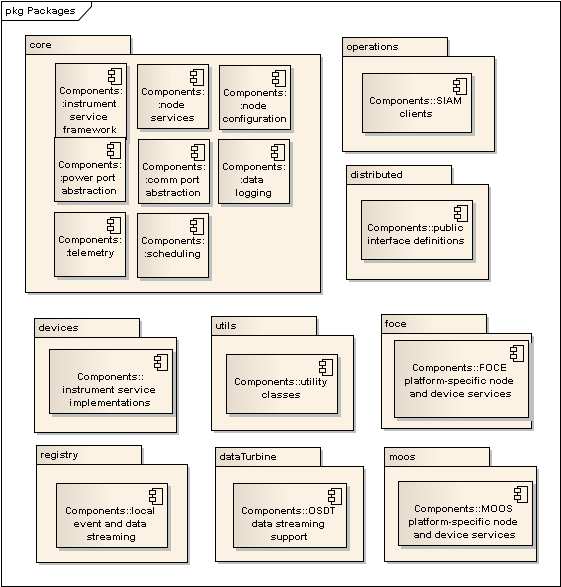 pkg Packages
core
Components:
:instrument
service
framework
Components:
:node
services
Components:
:node
configuration
Components:
:power port
abstraction
Components:
:comm port
abstraction
Components:
:data
logging
Components:
:telemetry
Components:
:scheduling
operations
Components::SIAM
clients
distributed
Components::public
interface definitions
devices
Components::
instrument service
implementations
utils
Components::utility
classes
foce
Components::FOCE
platform-specific node
and device services
registry
Components::local
event and data
streaming
dataTurbine
Components::OSDT
data streaming
support
moos
Components::MOOS
platform-specific node
and device services